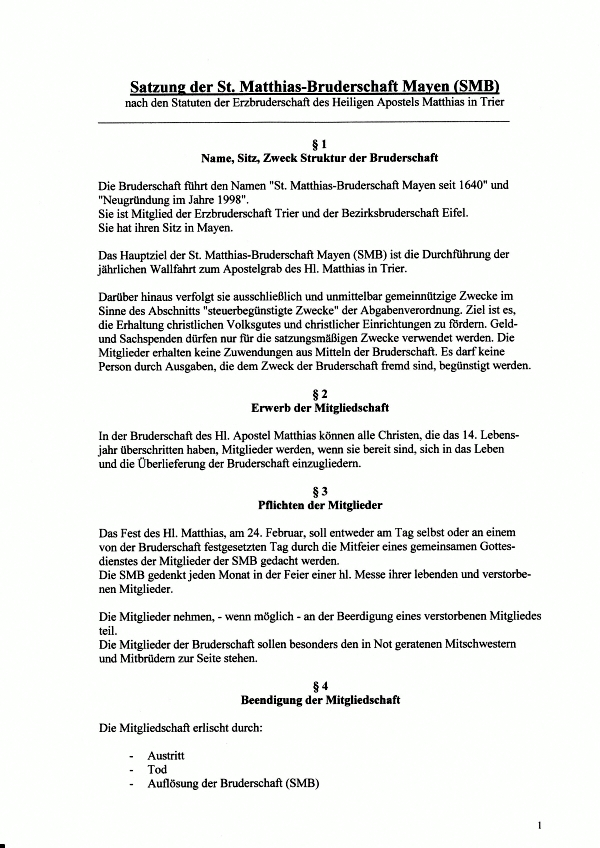 Satzung der St. Matthias-Bruderschaft Mayen (SMB)
nach den Statuten der Erzbruderschaft des Heiligen Apostels Matthias in Trier
§ 1
Name, Sitz, Zweck Struktur der Bruderschaft
Die Bruderschaft führt den Namen "St. Matthias-Bruderschaft Mayen seit 1640" und
"Neugründung im Jahre 1998".
Sie ist Mitglied der Erzbruderschaft Trier und der Bezirksbruderschaft Eifel.
Sie hat ihren Sitz in Mayen.
Das Hauptziel der St. Matthias-Bruderschaft Mayen (SMB) ist die Durchführung der
jährlichen Wallfahrt zum Apostelgrab des Hl. Matthias in Trier.
Darüber hinaus verfolgt sie ausschließlich und unmittelbar gemeinnützige Zwecke im
Sinne des Abschnitts "steuerbegünstigte Zwecke" der Abgabenverordnung. Ziel ist es,
die Erhaltung christlichen Volksgutes und christlicher Einrichtungen zu fördern. Geld-
und Sachspenden dürfen nur für die satzungsmäßigen Zwecke verwendet werden. Die
Mitglieder erhalten keine Zuwendungen aus Mitteln der Bruderschaft. Es darf keine
Person durch Ausgaben, die dem Zweck der Bruderschaft fremd sind, begünstigt werden.
§ 2
Erwerb der Mitgliedschaft
In der Bruderschaft des Hl. Apostel Matthias können alle Christen, die das 14. Lebens-
jahr überschritten haben, Mitglieder werden, wenn sie bereit sind, sich in das Leben
und die Überlieferung der Bruderschaft einzugliedern.
§ 3
Pflichten der Mitglieder
Das Fest des Hl. Matthias, am 24. Februar, soll entweder am Tag selbst oder an einem
von der Bruderschaft festgesetzten Tag durch die Mitfeier eines gemeinsamen Gottes-
dienstes der Mitglieder der SMB gedacht werden.
Die SMB gedenkt jeden Monat in der Feier einer hl. Messe ihrer lebenden und verstorbe-
nen Mitglieder.
Die Mitglieder nehmen, - wenn möglich - an der Beerdigung eines verstorbenen Mitgliedes
teil.
Die Mitglieder der Bruderschaft sollen besonders den in Not geratenen Mitschwestern
und Mitbrüdern zur Seite stehen.
§ 4
Beendigung der Mitgliedschaft
Die Mitgliedschaft erlischt durch:
- Austritt
- Tod
- Auflösung der Bruderschaft (SMB)
1